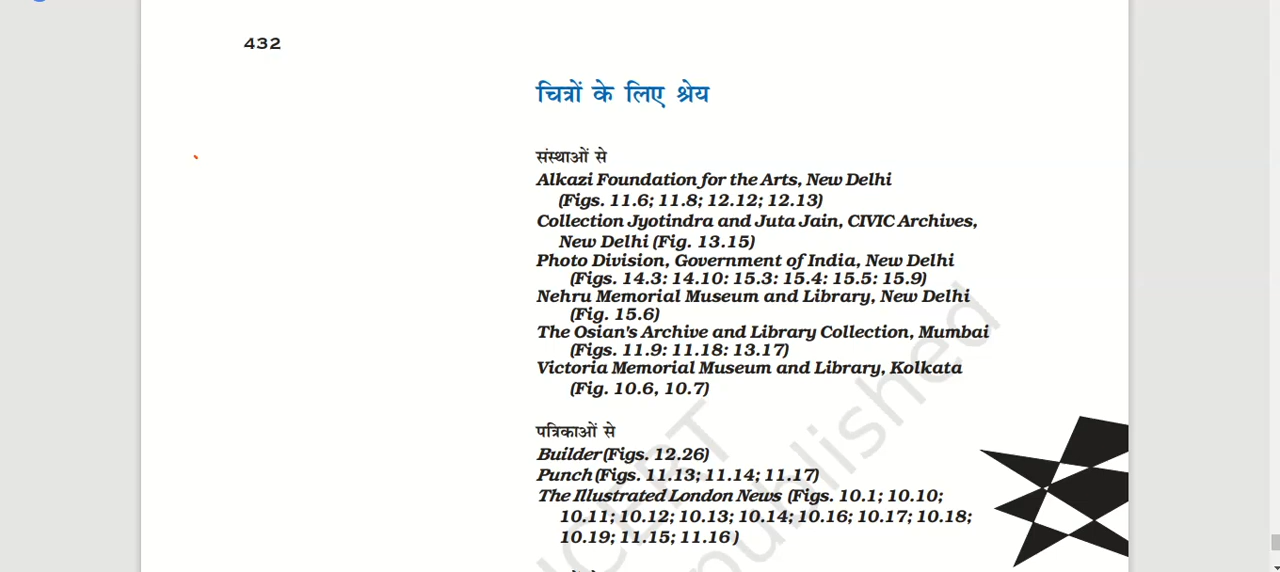 432
चित्रों के लिए श्रेय
संस्थाओं से
Alkazi Foundation for the Arts, New Delhi
(Figs. 11.6; 11.8; 12.12; 12.13)
Collection Jyotindra and Juta Jain, CIVIC Archives,
New Delhi (Fig. 13.15)
Photo Division, Government of India, New Delhi
(Figs. 14.3: 14.10: 15.3: 15.4: 15.5: 15.9)
Nehru Memorial Museum and Library, New Delhi
(Fig. 15.6)
The Osian's Archive and Library Collection, Mumbai
(Figs. 11.9: 11.18: 13.17)
Victoria Memorial Museum and Library, Kolkata
(Fig. 10.6, 10.7)
पत्रिकाओं से
Builder (Figs. 12.26)
Punch (Figs. 11.13; 11.14; 11.17)
The Illustrated London News (Figs. 10.1; 10.10;
10.11; 10.12; 10.13; 10.14; 10.16; 10.17; 10.18;
10.19; 11.15; 11.16 )
NCERT
published